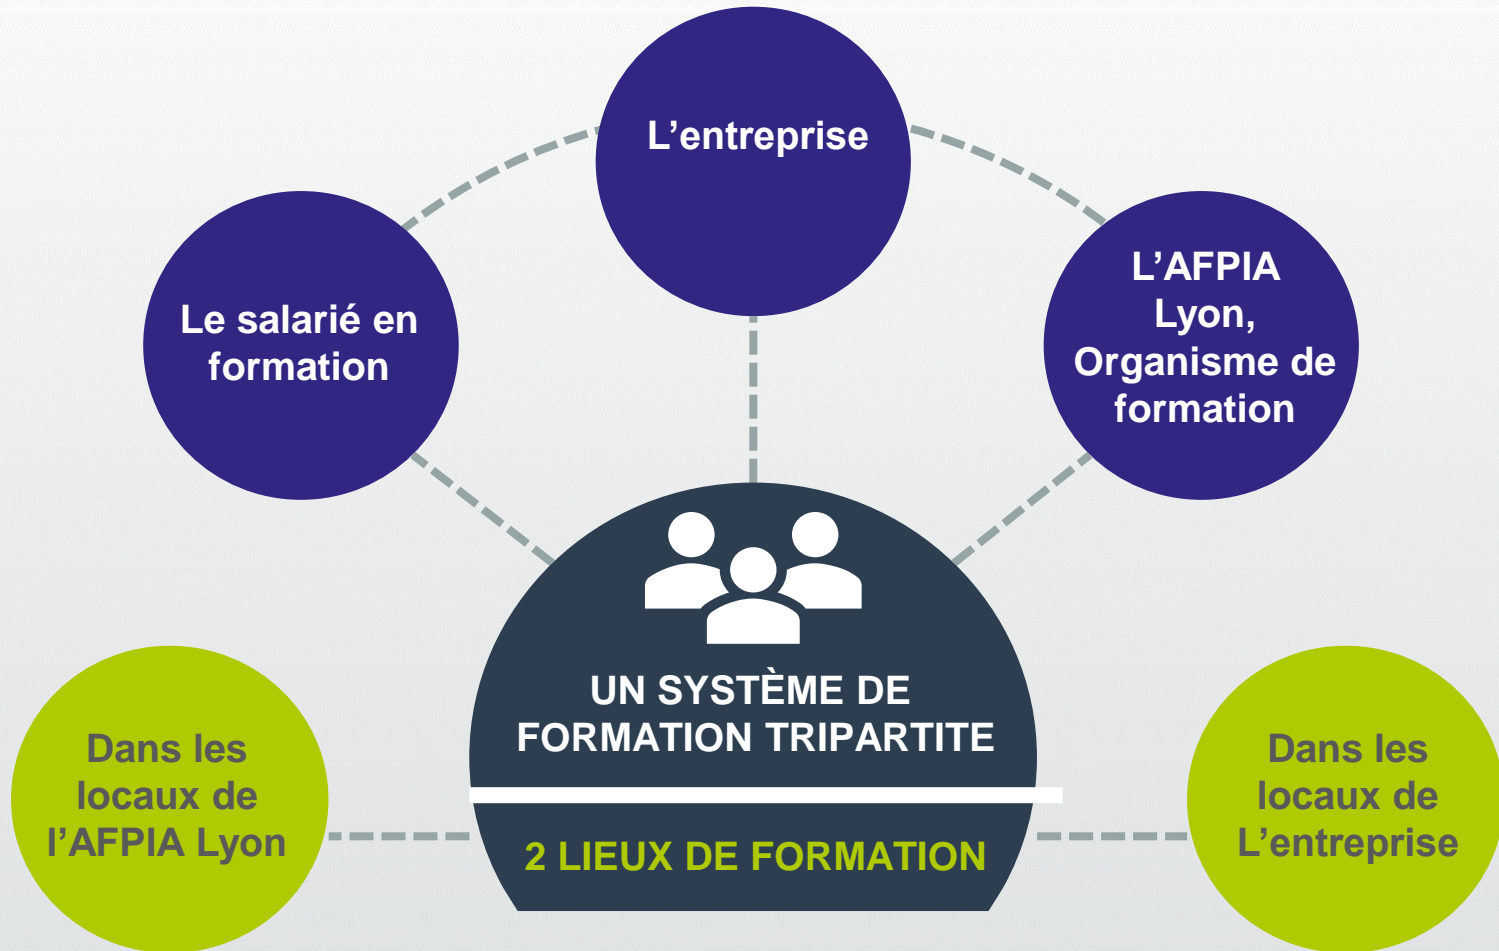 L’entreprise
Le salarié en
formation
L’AFPIA
Lyon,
Organisme de
formation
UN SYSTÈME DE
FORMATION TRIPARTITE
Dans les
locaux de
l’AFPIA Lyon
2 LIEUX DE FORMATION
Dans les
locaux de
L’entreprise